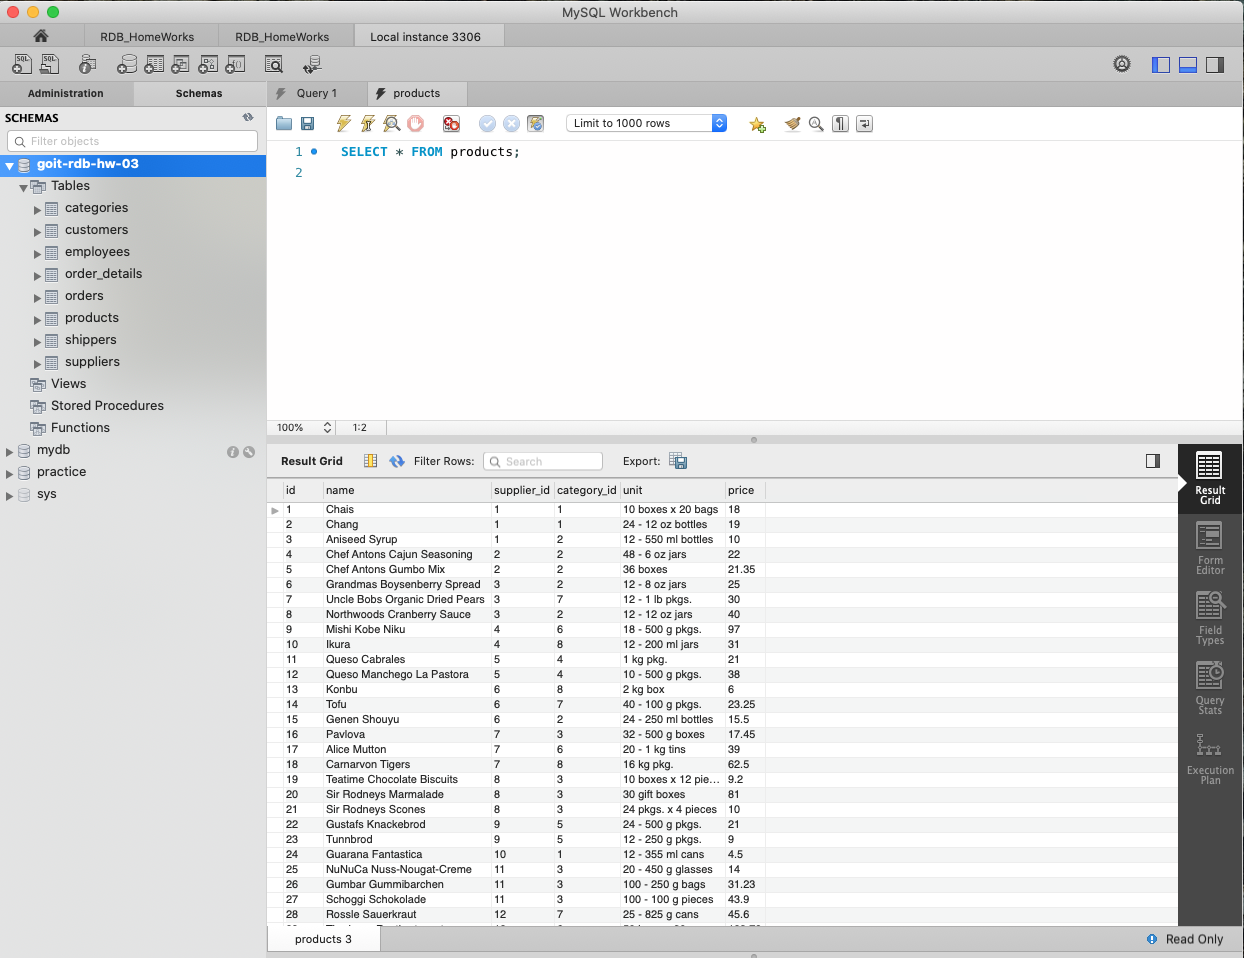 MySQL Workbench
RDB_HomeWorks RDB_HomeWorks Local instance 3306
Administration Schemas Query 1 products
SCHEMAS
Filter objects
goit-rdb-hw-03
Tables
categories
customers
employees
order_details
orders
products
shippers
suppliers
Views
Stored Procedures
Functions
mydb
practice
sys
Limit to 1000 rows
1 SELECT * FROM products;
2
100% 1:2
Result Grid Filter Rows: Search Export:
id name supplier_id category_id unit price
1 Chais 1 1 10 boxes x 20 bags 18
2 Chang 1 1 24 - 12 oz bottles 19
3 Aniseed Syrup 1 2 12 - 550 ml bottles 10
4 Chef Antons Cajun Seasoning 2 2 48 - 6 oz jars 22
5 Chef Antons Gumbo Mix 2 2 36 boxes 21.35
6 Grandmas Boysenberry Spread 3 2 12 - 8 oz jars 25
7 Uncle Bobs Organic Dried Pears 3 7 12 - 1 lb pkgs. 30
8 Northwoods Cranberry Sauce 3 2 12 - 12 oz jars 40
9 Mishi Kobe Niku 4 6 18 - 500 g pkgs. 97
10 Ikura 4 8 12 - 200 ml jars 31
11 Queso Cabrales 5 4 1 kg pkg. 21
12 Queso Manchego La Pastora 5 4 10 - 500 g pkgs. 38
13 Konbu 6 8 2 kg box 6
14 Tofu 6 7 40 - 100 g pkgs. 23.25
15 Genen Shouyu 6 2 24 - 250 ml bottles 15.5
16 Pavlova 7 3 32 - 500 g boxes 17.45
17 Alice Mutton 7 6 20 - 1 kg tins 39
18 Carnarvon Tigers 7 8 16 kg pkg. 62.5
19 Teatime Chocolate Biscuits 8 3 10 boxes x 12 pie... 9.2
20 Sir Rodneys Marmalade 8 3 30 gift boxes 81
21 Sir Rodneys Scones 8 3 24 pkgs. x 4 pieces 10
22 Gustafs Knackebrod 9 5 24 - 500 g pkgs. 21
23 Tunnbrod 9 5 12 - 250 g pkgs. 9
24 Guarana Fantastica 10 1 12 - 355 ml cans 4.5
25 NuNuCa Nuss-Nougat-Creme 11 3 20 - 450 g glasses 14
26 Gumbar Gummibarchen 11 3 100 - 250 g bags 31.23
27 Schoggi Schokolade 11 3 100 - 100 g pieces 43.9
28 Rossle Sauerkraut 12 7 25 - 825 g cans 45.6
Result
Grid
Form
Editor
Field
Types
Query
Stats
Execution
Plan
products 3 Read Only